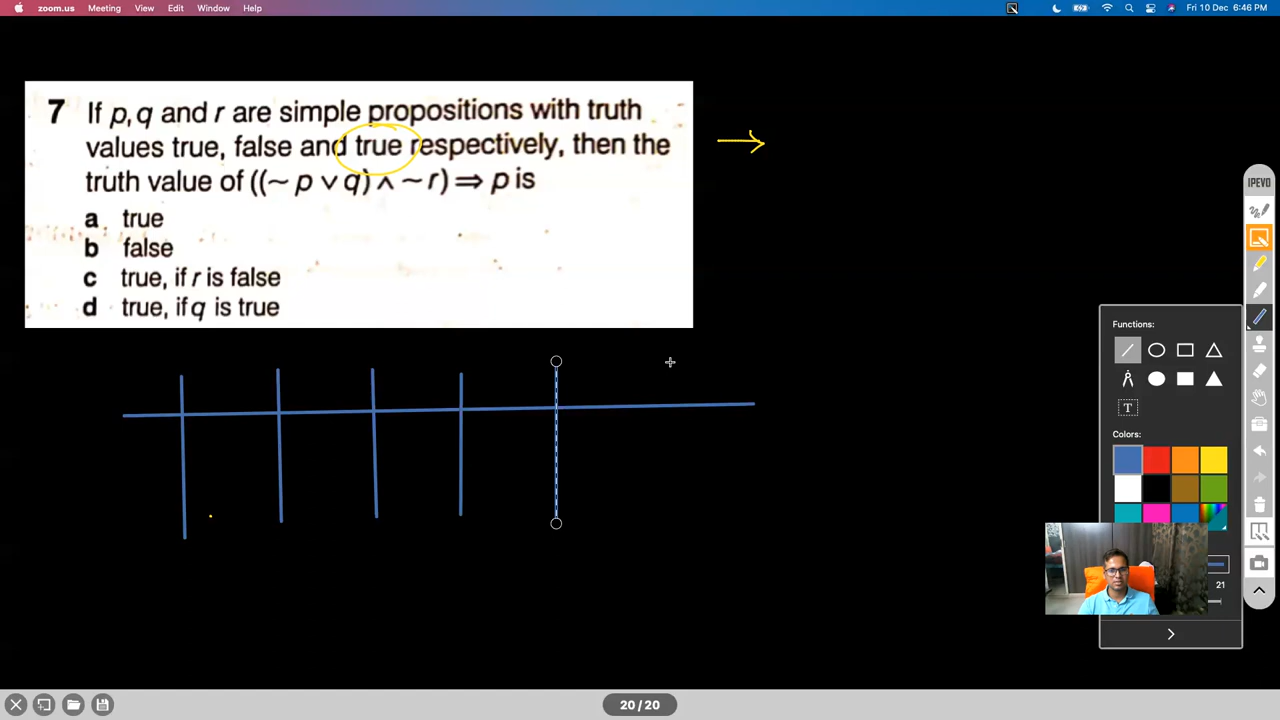 zoom.us Meeting View Edit Window Help Fri 10 Dec 6:46 PM
7 If p, q and r are simple propositions with truth
values true, false and true respectively, then the
truth value of ((~ p ∨ q) ∧ ~ r) ⇒ p is
a true
b false
c true, if r is false
d true, if q is true
IPEVO
Functions:
T
Colors:
21
20 / 20